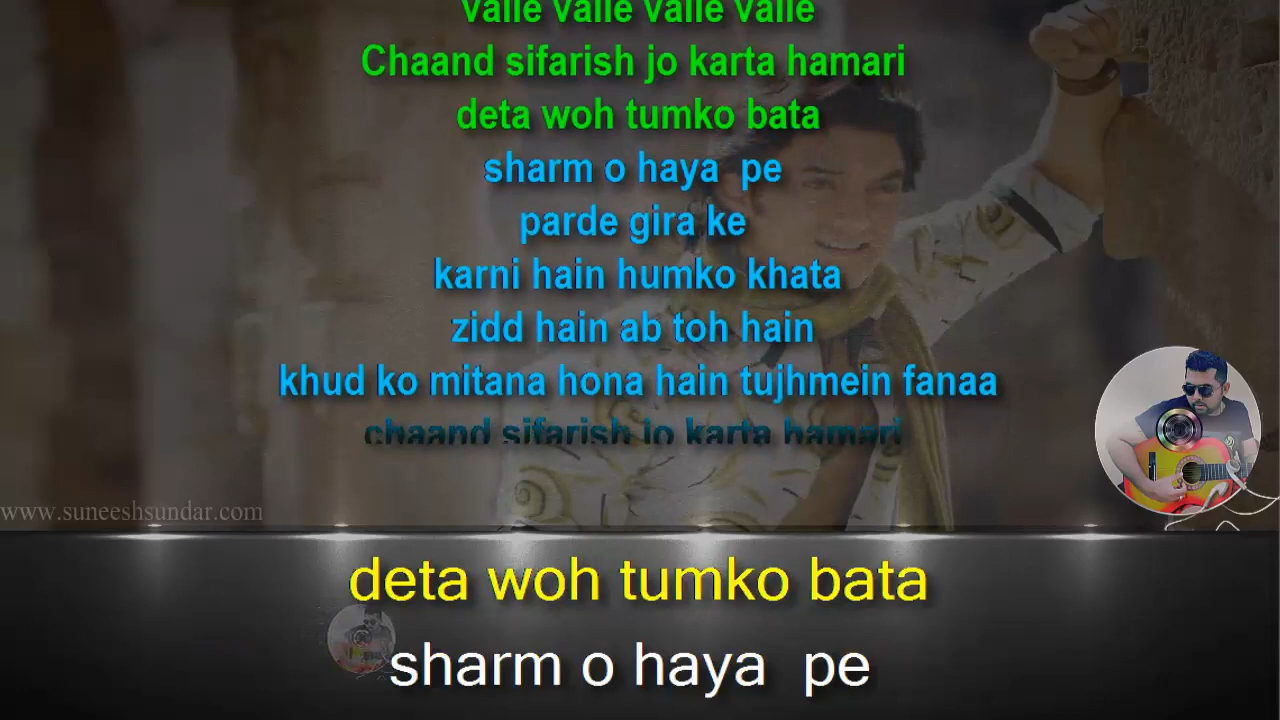 valle valle valle valle
Chaand sifarish jo karta hamari
deta woh tumko bata
sharm o haya  pe
parde gira ke
karni hain humko khata
zidd hain ab toh hain
khud ko mitana hona hain tujhmein fanaa
chaand sifarish jo karta hamari
www.suneeshsundar.com
deta woh tumko bata
sharm o haya  pe